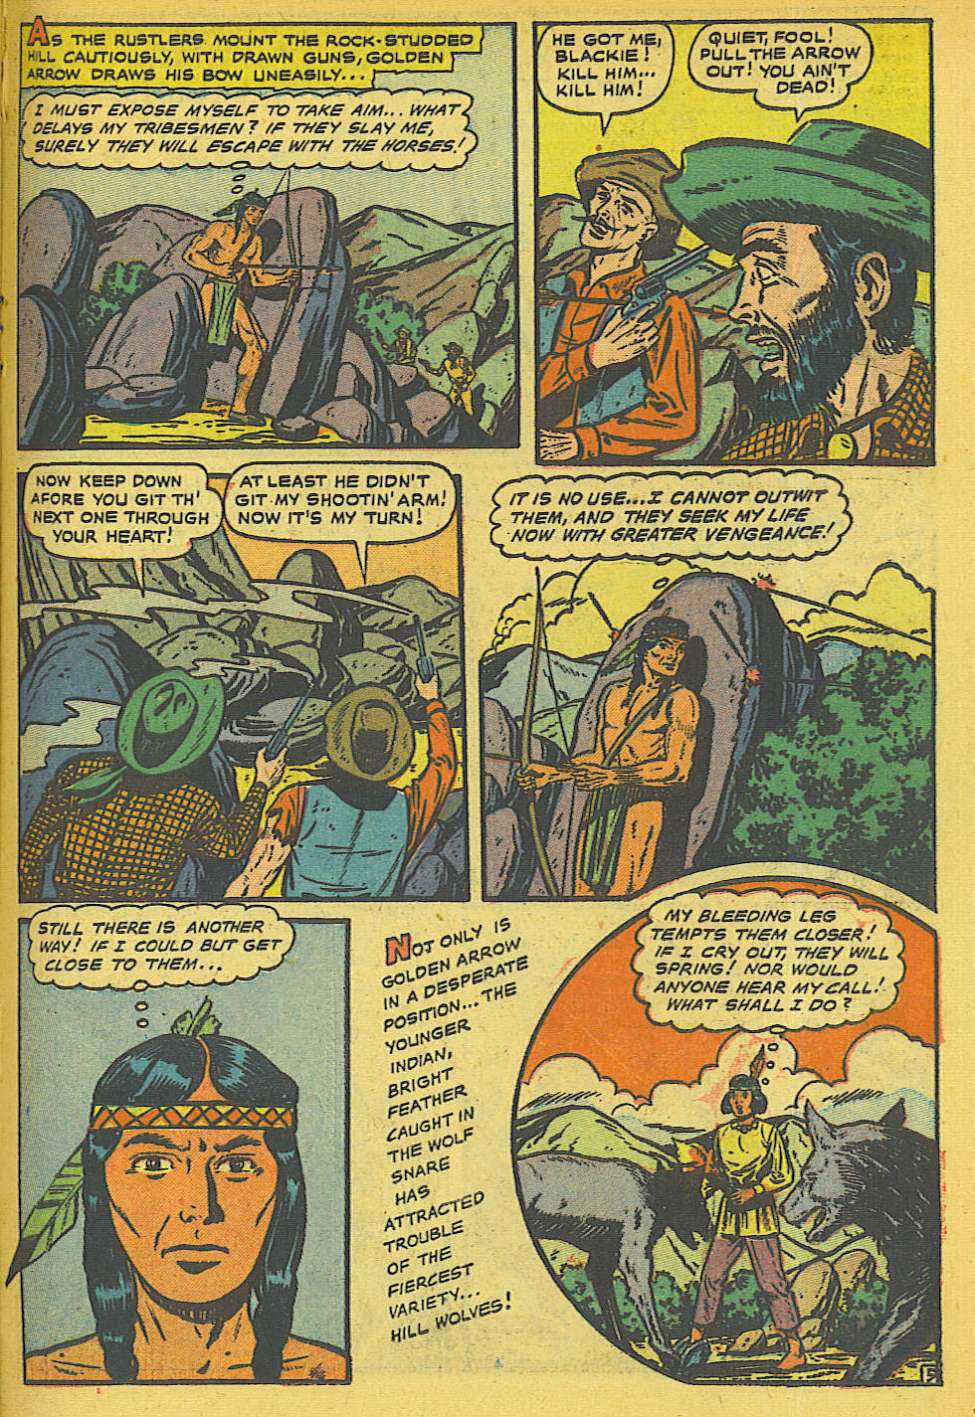 AS THE RUSTLERS MOUNT THE ROCK-STUDDED
HILL CAUTIOUSLY, WITH DRAWN GUNS, GOLDEN
ARROW DRAWS HIS BOW UNEASILY...
I MUST EXPOSE MYSELF TO TAKE AIM... WHAT
DELAYS MY TRIBESMEN? IF THEY SLAY ME,
SURELY THEY WILL ESCAPE WITH THE HORSES!
HE GOT ME,
BLACKIE!
KILL HIM...
KILL HIM!
QUIET, FOOL!
PULL THE ARROW
OUT! YOU AIN'T
DEAD!
NOW KEEP DOWN
AFORE YOU GIT TH'
NEXT ONE THROUGH
YOUR HEART!
AT LEAST HE DIDN'T
GIT MY SHOOTIN' ARM!
NOW IT'S MY TURN!
IT IS NO USE...I CANNOT OUTWIT
THEM, AND THEY SEEK MY LIFE
NOW WITH GREATER VENGEANCE!
STILL THERE IS ANOTHER
WAY! IF I COULD BUT GET
CLOSE TO THEM...
NOT ONLY IS
GOLDEN ARROW
IN A DESPERATE
POSITION... THE
YOUNGER
INDIAN,
BRIGHT
FEATHER
CAUGHT IN
THE WOLF
SNARE
HAS
ATTRACTED
TROUBLE
OF THE
FIERCEST
VARIETY...
HILL WOLVES!
MY BLEEDING LEG
TEMPTS THEM CLOSER!
IF I CRY OUT, THEY WILL
SPRING! NOR WOULD
ANYONE HEAR MY CALL!
WHAT SHALL I DO?
5